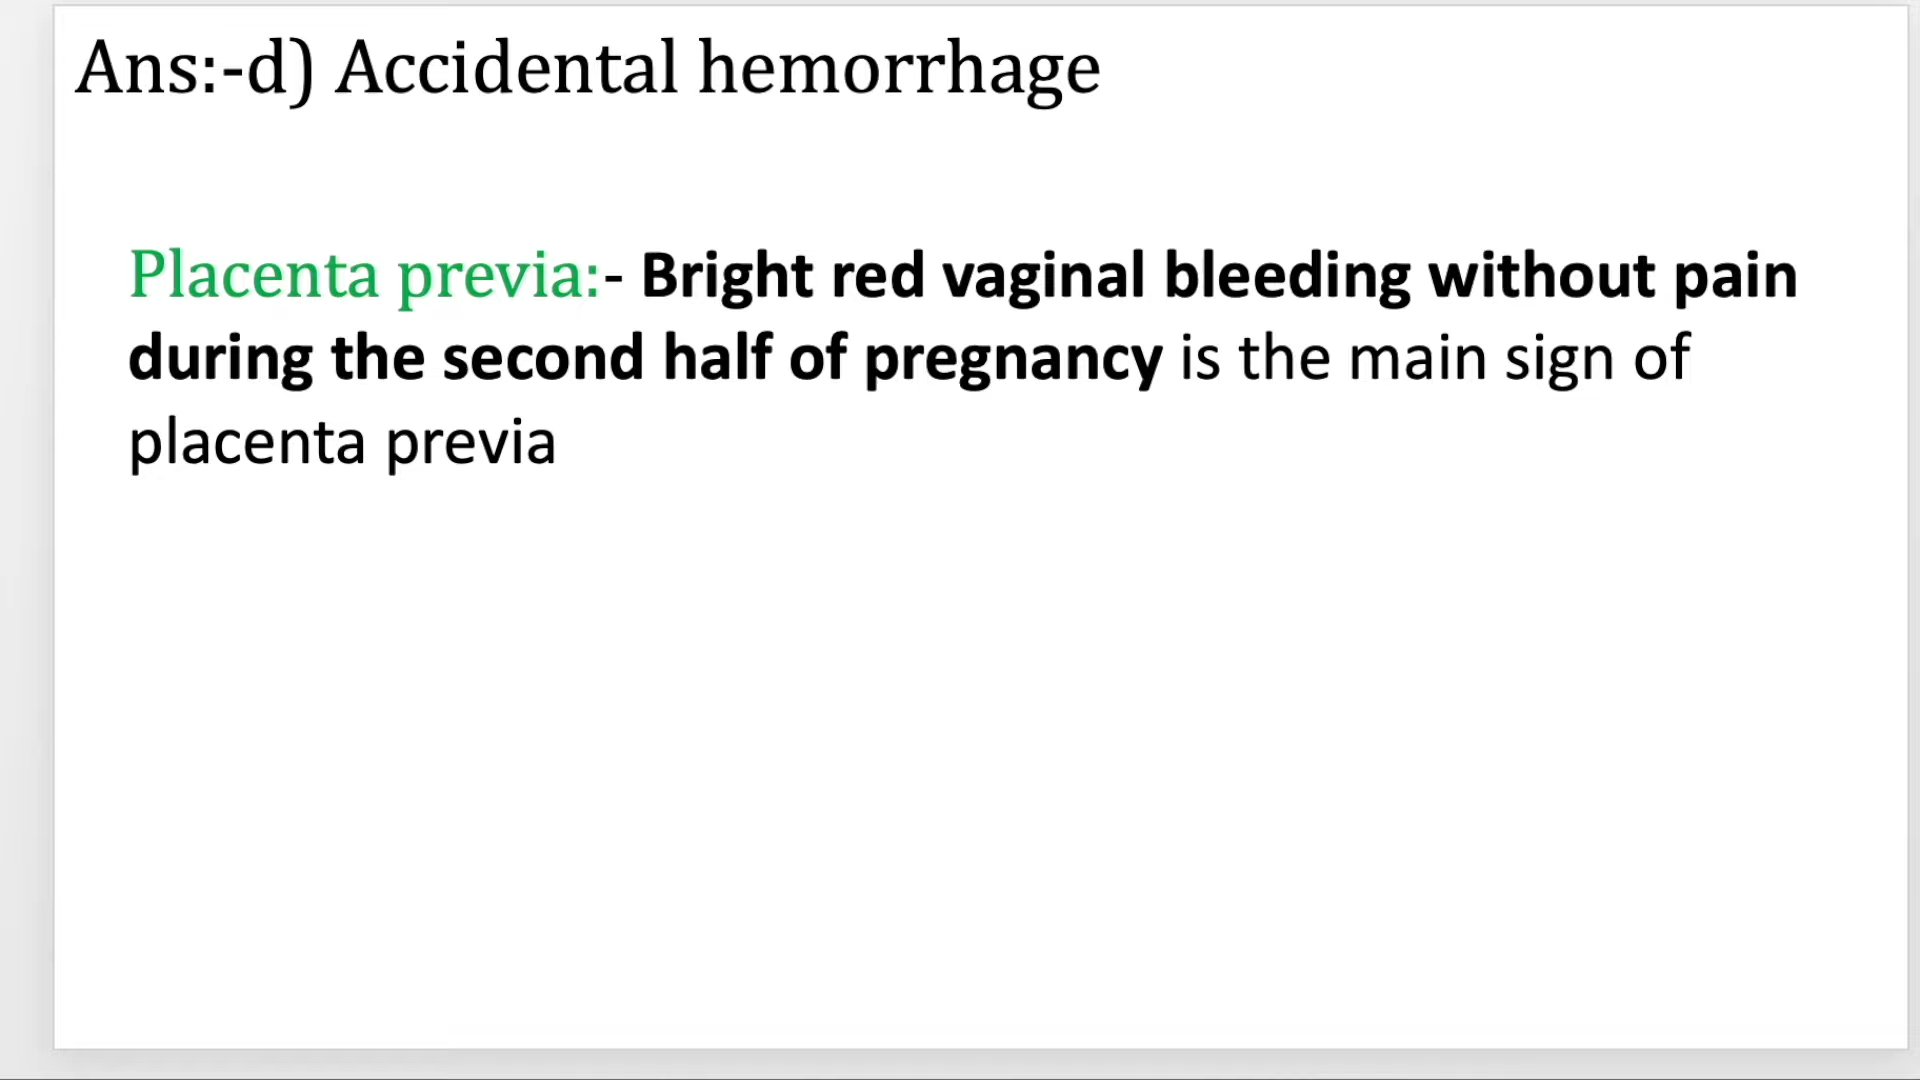 Ans:-d) Accidental hemorrhage
Placenta previa:- Bright red vaginal bleeding without pain
during the second half of pregnancy is the main sign of
placenta previa